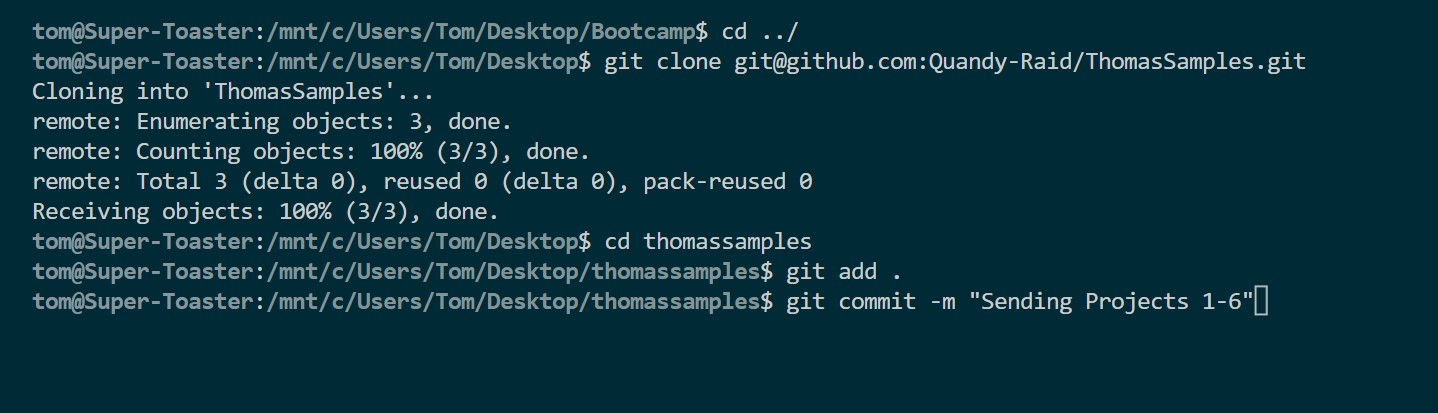 tom@Super-Toaster:/mnt/c/Users/Tom/Desktop/Bootcamp$ cd ../
tom@Super-Toaster:/mnt/c/Users/Tom/Desktop$ git clone git@github.com:Quandy-Raid/ThomasSamples.git
Cloning into 'ThomasSamples'...
remote: Enumerating objects: 3, done.
remote: Counting objects: 100% (3/3), done.
remote: Total 3 (delta 0), reused 0 (delta 0), pack-reused 0
Receiving objects: 100% (3/3), done.
tom@Super-Toaster:/mnt/c/Users/Tom/Desktop$ cd thomassamples
tom@Super-Toaster:/mnt/c/Users/Tom/Desktop/thomassamples$ git add .
tom@Super-Toaster:/mnt/c/Users/Tom/Desktop/thomassamples$ git commit -m "Sending Projects 1-6"